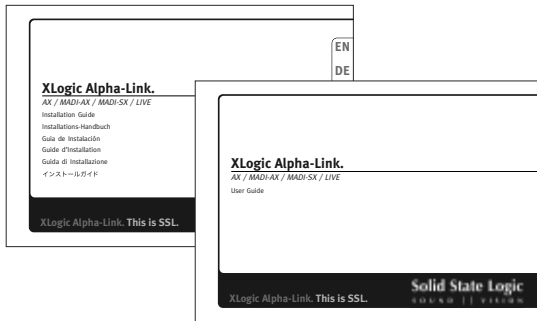 EN
DE
XLogic Alpha-Link.
AX / MADI-AX / MADI-SX / LIVE
Installation Guide
Installations-Handbuch
Guia de Instalación
Guide d'Installation
Guida di Installazione
インストールガイド
XLogic Alpha-Link. This is SSL.
XLogic Alpha-Link.
AX / MADI-AX / MADI-SX / LIVE
User Guide
XLogic Alpha-Link. This is SSL.
Solid State Logic
SOUND || VISION